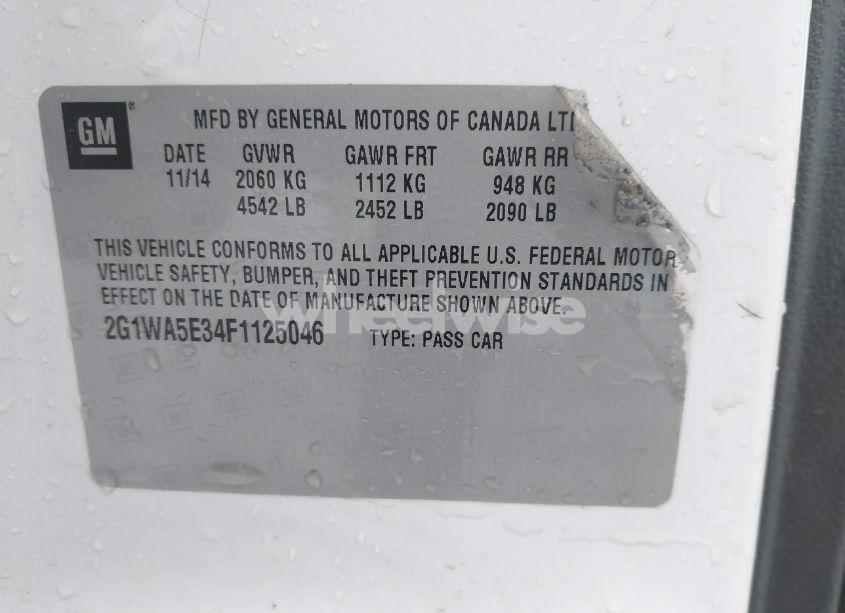 GM ®
MFD BY GENERAL MOTORS OF CANADA LT
DATE GVWR GAWR FRT GAWR RR
11/14 2060 KG 1112 KG 948 KG
4542 LB 2452 LB 2090 LB
THIS VEHICLE CONFORMS TO ALL APPLICABLE U.S. FEDERAL MOTOR
VEHICLE SAFETY, BUMPER, AND THEFT PREVENTION STANDARDS IN
EFFECT ON THE DATE OF MANUFACTURE SHOWN ABOVE.
wheelwise
2G1WA5E34F1125046 TYPE: PASS CAR